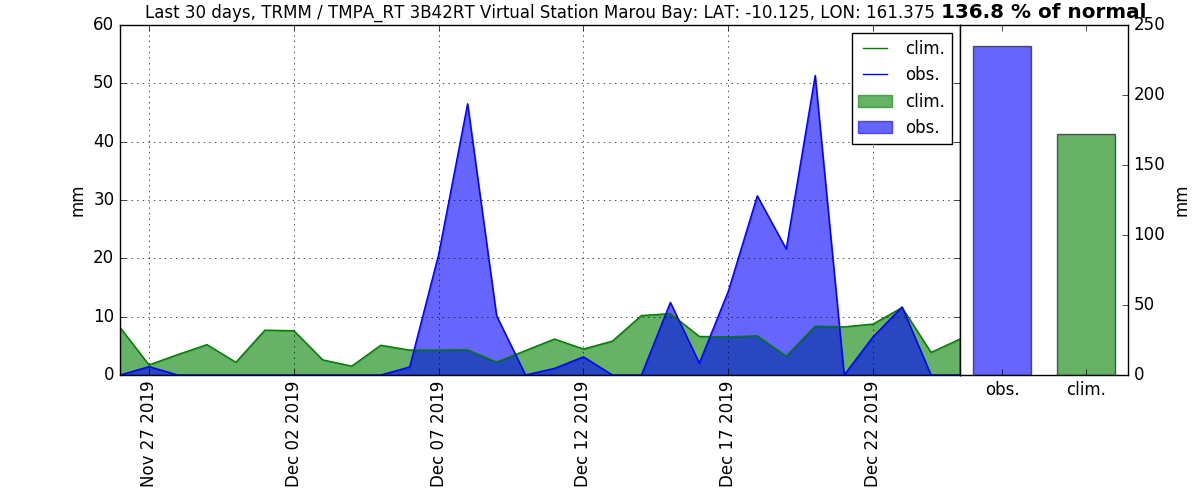 Last 30 days, TRMM / TMPA_RT 3B42RT Virtual Station Marou Bay: LAT: -10.125, LON: 161.375 136.8 % of normal
60
50
40
30
20
10
0
mm
clim.
obs.
clim.
obs.
Nov 27 2019
Dec 02 2019
Dec 07 2019
Dec 12 2019
Dec 17 2019
Dec 22 2019
250
200
150
100
50
0
mm
obs. clim.